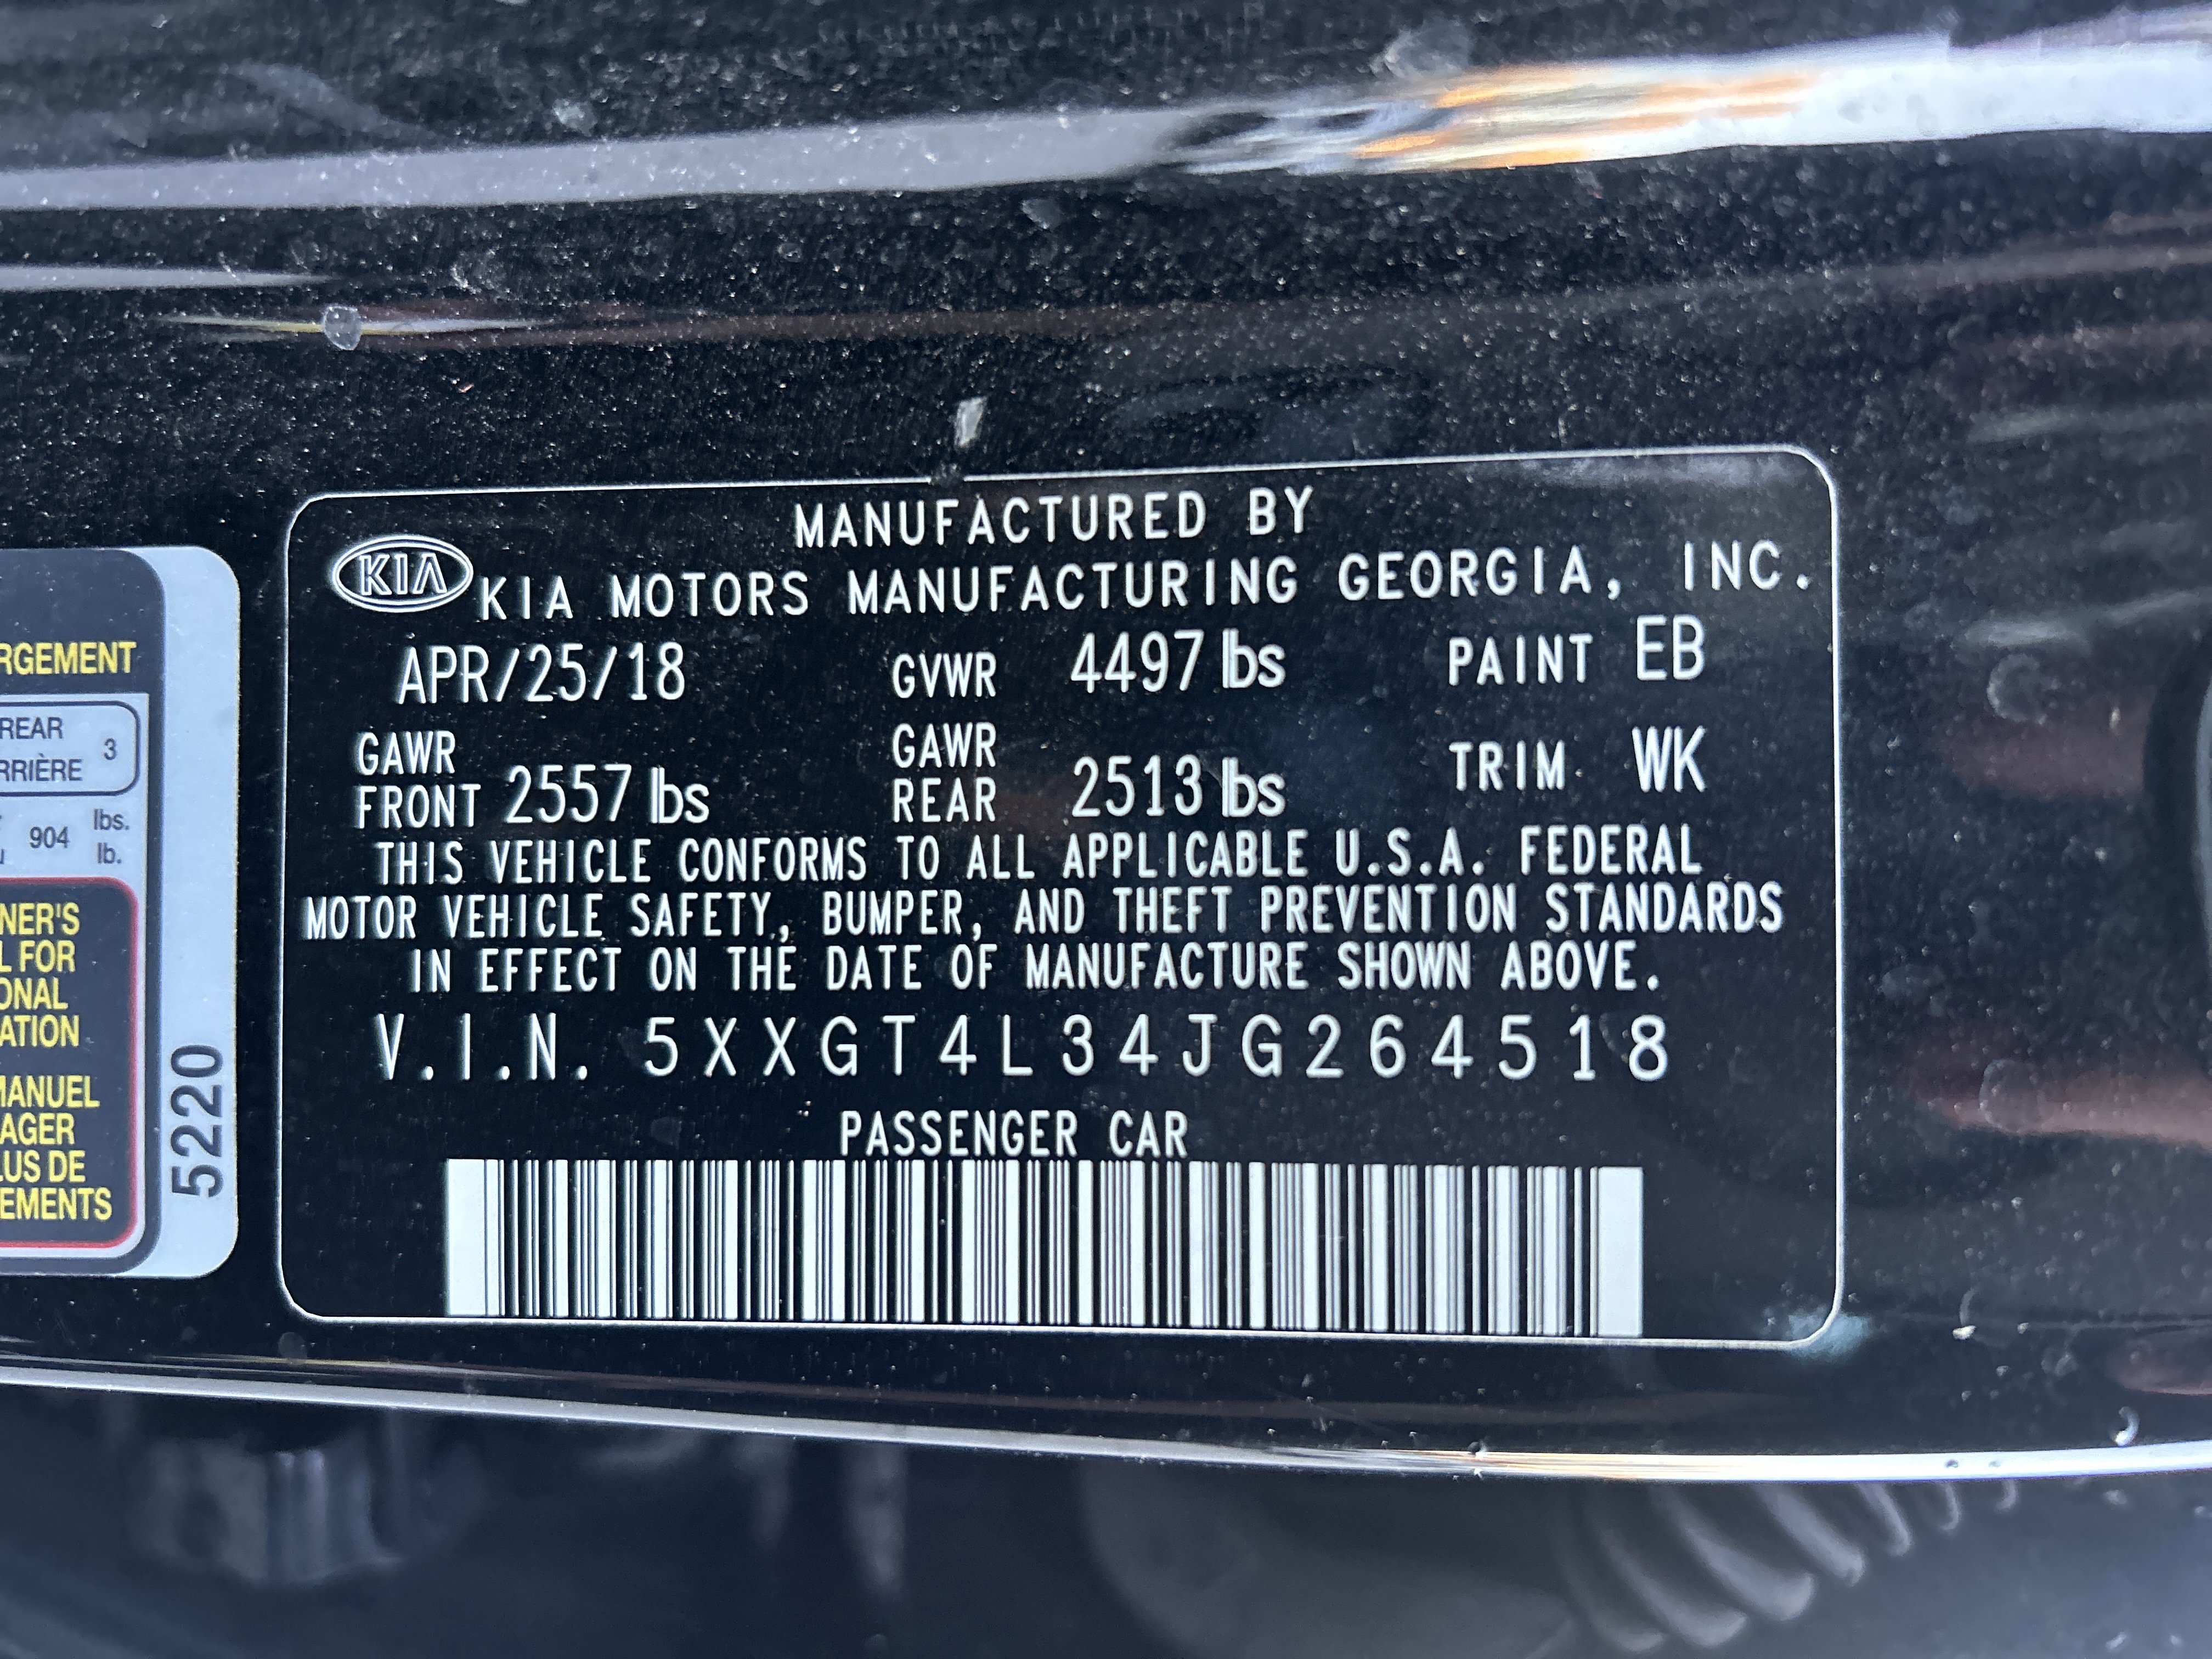 MANUFACTURED BY
KIA KIA MOTORS MANUFACTURING GEORGIA, INC.
APR/25/18 GVWR 4497 lbs PAINT EB
GAWR FRONT 2557 lbs GAWR REAR 2513 lbs TRIM WK
THIS VEHICLE CONFORMS TO ALL APPLICABLE U.S.A. FEDERAL
MOTOR VEHICLE SAFETY, BUMPER, AND THEFT PREVENTION STANDARDS
IN EFFECT ON THE DATE OF MANUFACTURE SHOWN ABOVE.
V.I.N. 5XXGT4L34JG264518
PASSENGER CAR
RGEMENT
REAR
RRIÈRE 3
904 lbs.
lb.
NER'S
L FOR
ONAL
ATION
MANUEL
AGER
LUS DE
EMENTS
5220